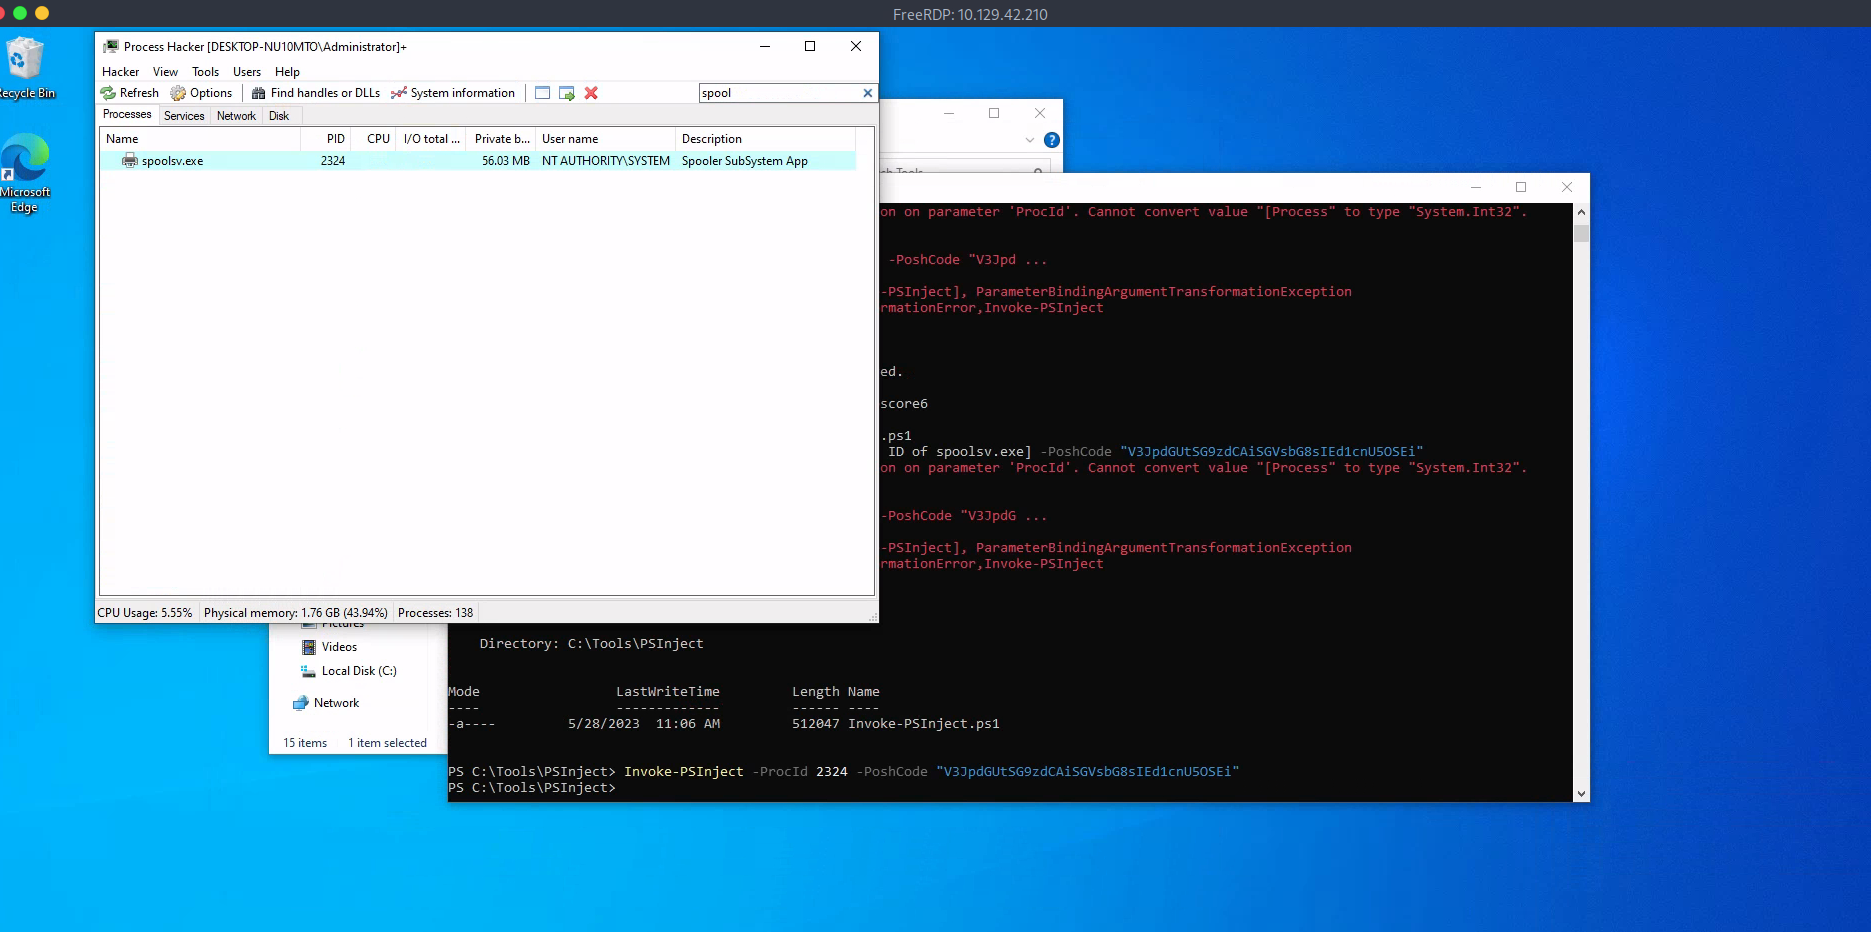 FreeRDP: 10.129.42.210
Recycle Bin
Microsoft
Edge
Process Hacker [DESKTOP-NU10MTO\Administrator]+
Hacker View Tools Users Help
Refresh Options Find handles or DLLs System information spool
Processes Services Network Disk
Name PID CPU I/O total ... Private b... User name Description
spoolsv.exe 2324 56.03 MB NT AUTHORITY\SYSTEM Spooler SubSystem App
CPU Usage: 5.55% Physical memory: 1.76 GB (43.94%) Processes: 138
Pictures
Videos
Local Disk (C:)
Network
15 items 1 item selected
on on parameter 'ProcId'. Cannot convert value "[Process" to type "System.Int32".
-PoshCode "V3Jpd ...
-PSInject], ParameterBindingArgumentTransformationException
rmationError,Invoke-PSInject
ed.
score6
.ps1
ID of spoolsv.exe] -PoshCode "V3JpdGUtSG9zdCAiSGVsbG8sIEd1cnU5OSEi"
on on parameter 'ProcId'. Cannot convert value "[Process" to type "System.Int32".
-PoshCode "V3JpdG ...
-PSInject], ParameterBindingArgumentTransformationException
rmationError,Invoke-PSInject
Directory: C:\Tools\PSInject
Mode LastWriteTime Length Name
---- ------------- ------ ----
-a---- 5/28/2023 11:06 AM 512047 Invoke-PSInject.ps1
PS C:\Tools\PSInject> Invoke-PSInject -ProcId 2324 -PoshCode "V3JpdGUtSG9zdCAiSGVsbG8sIEd1cnU5OSEi"
PS C:\Tools\PSInject>